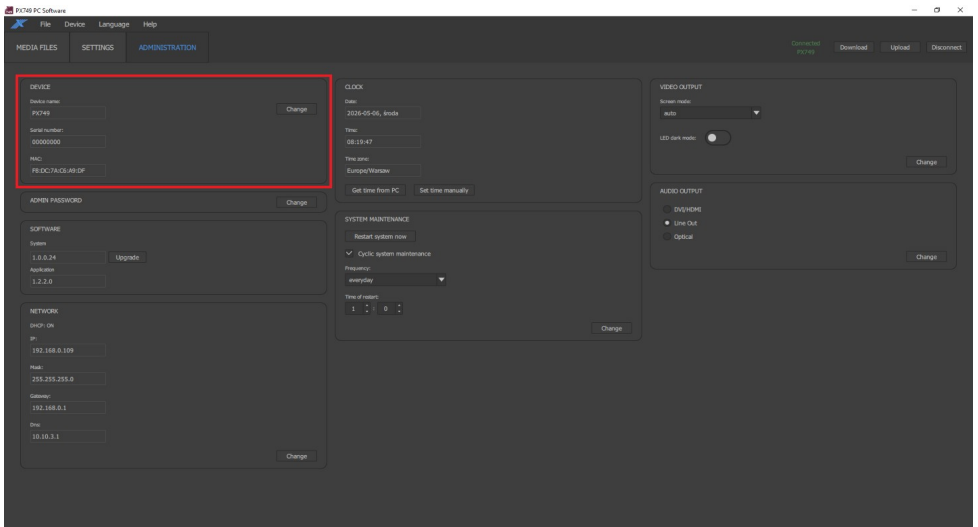 PX749 PC Software
File Device Language Help
MEDIA FILES SETTINGS ADMINISTRATION
Connected
Download Upload Disconnect
DEVICE
Device name:
PX749
Change
Serial number:
00000000
MAC:
F8:DC:7A:C6:A9:DF
ADMIN PASSWORD
Change
SOFTWARE
System
1.0.0.24
Upgrade
Application
1.2.2.0
NETWORK
DHCP: ON
IP:
192.168.0.109
Mask:
255.255.255.0
Gateway:
192.168.0.1
Dns:
10.10.3.1
Change
CLOCK
Date:
2026-05-06, środa
Time:
08:19:47
Time zone:
Europe/Warsaw
Get time from PC Set time manually
SYSTEM MAINTENANCE
Restart system now
Cyclic system maintenance
Frequency:
everyday
Time of restart:
1 : 0
Change
VIDEO OUTPUT
Screen mode:
auto
LED dark mode:
Change
AUDIO OUTPUT
DVI/HDMI
Line Out
Optical
Change